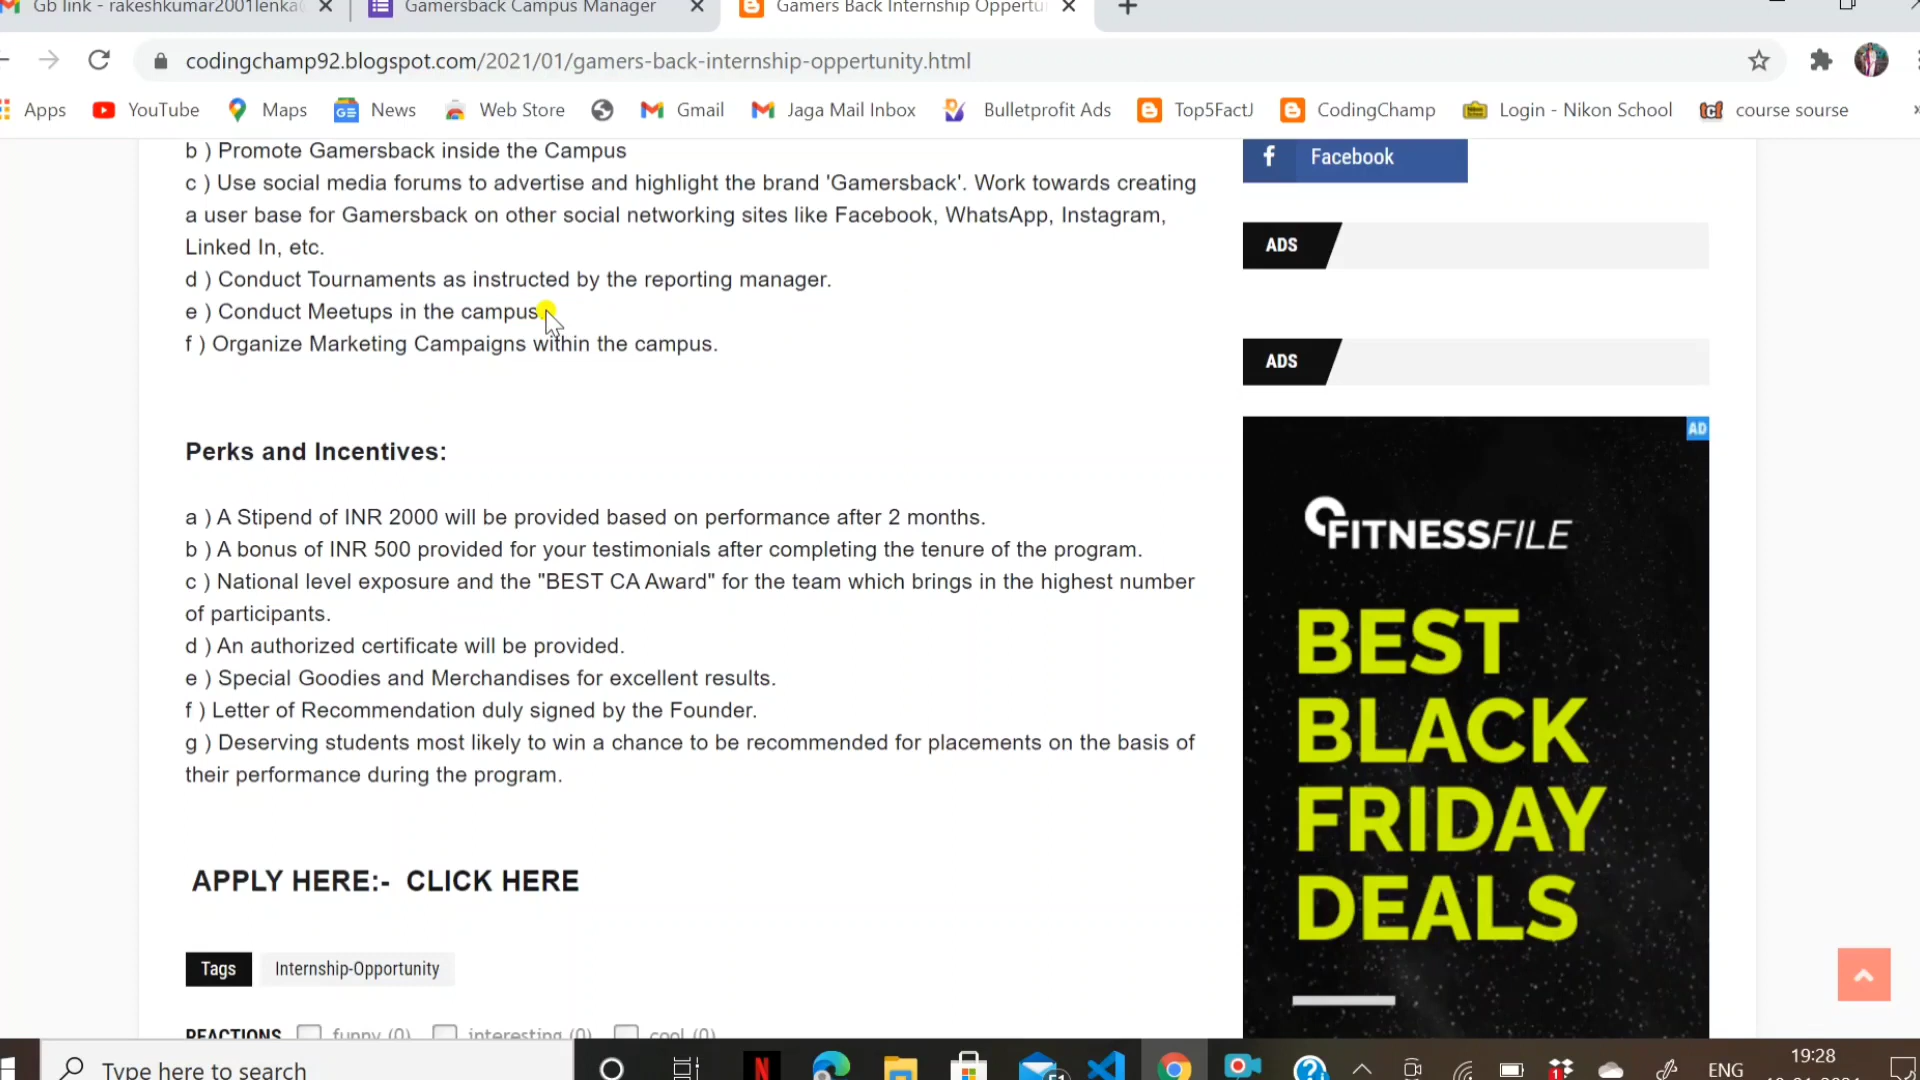 Gb link - rakeshkumar2001lenka
Gamersback Campus Manager
Gamers Back Internship Oppertu
codingchamp92.blogspot.com/2021/01/gamers-back-internship-oppertunity.html
Apps YouTube Maps News Web Store Gmail Jaga Mail Inbox Bulletprofit Ads Top5FactJ CodingChamp Login - Nikon School course sourse
b ) Promote Gamersback inside the Campus
c ) Use social media forums to advertise and highlight the brand 'Gamersback'. Work towards creating
a user base for Gamersback on other social networking sites like Facebook, WhatsApp, Instagram,
Linked In, etc.
d ) Conduct Tournaments as instructed by the reporting manager.
e ) Conduct Meetups in the campus
f ) Organize Marketing Campaigns within the campus.
Perks and Incentives:
a ) A Stipend of INR 2000 will be provided based on performance after 2 months.
b ) A bonus of INR 500 provided for your testimonials after completing the tenure of the program.
c ) National level exposure and the "BEST CA Award" for the team which brings in the highest number
of participants.
d ) An authorized certificate will be provided.
e ) Special Goodies and Merchandises for excellent results.
f ) Letter of Recommendation duly signed by the Founder.
g ) Deserving students most likely to win a chance to be recommended for placements on the basis of
their performance during the program.
APPLY HERE:- CLICK HERE
Tags Internship-Opportunity
REACTIONS funny (0) interesting (0) cool (0)
f Facebook
ADS
ADS
AD
FITNESSFILE
BEST
BLACK
FRIDAY
DEALS
Type here to search
ENG
19:28